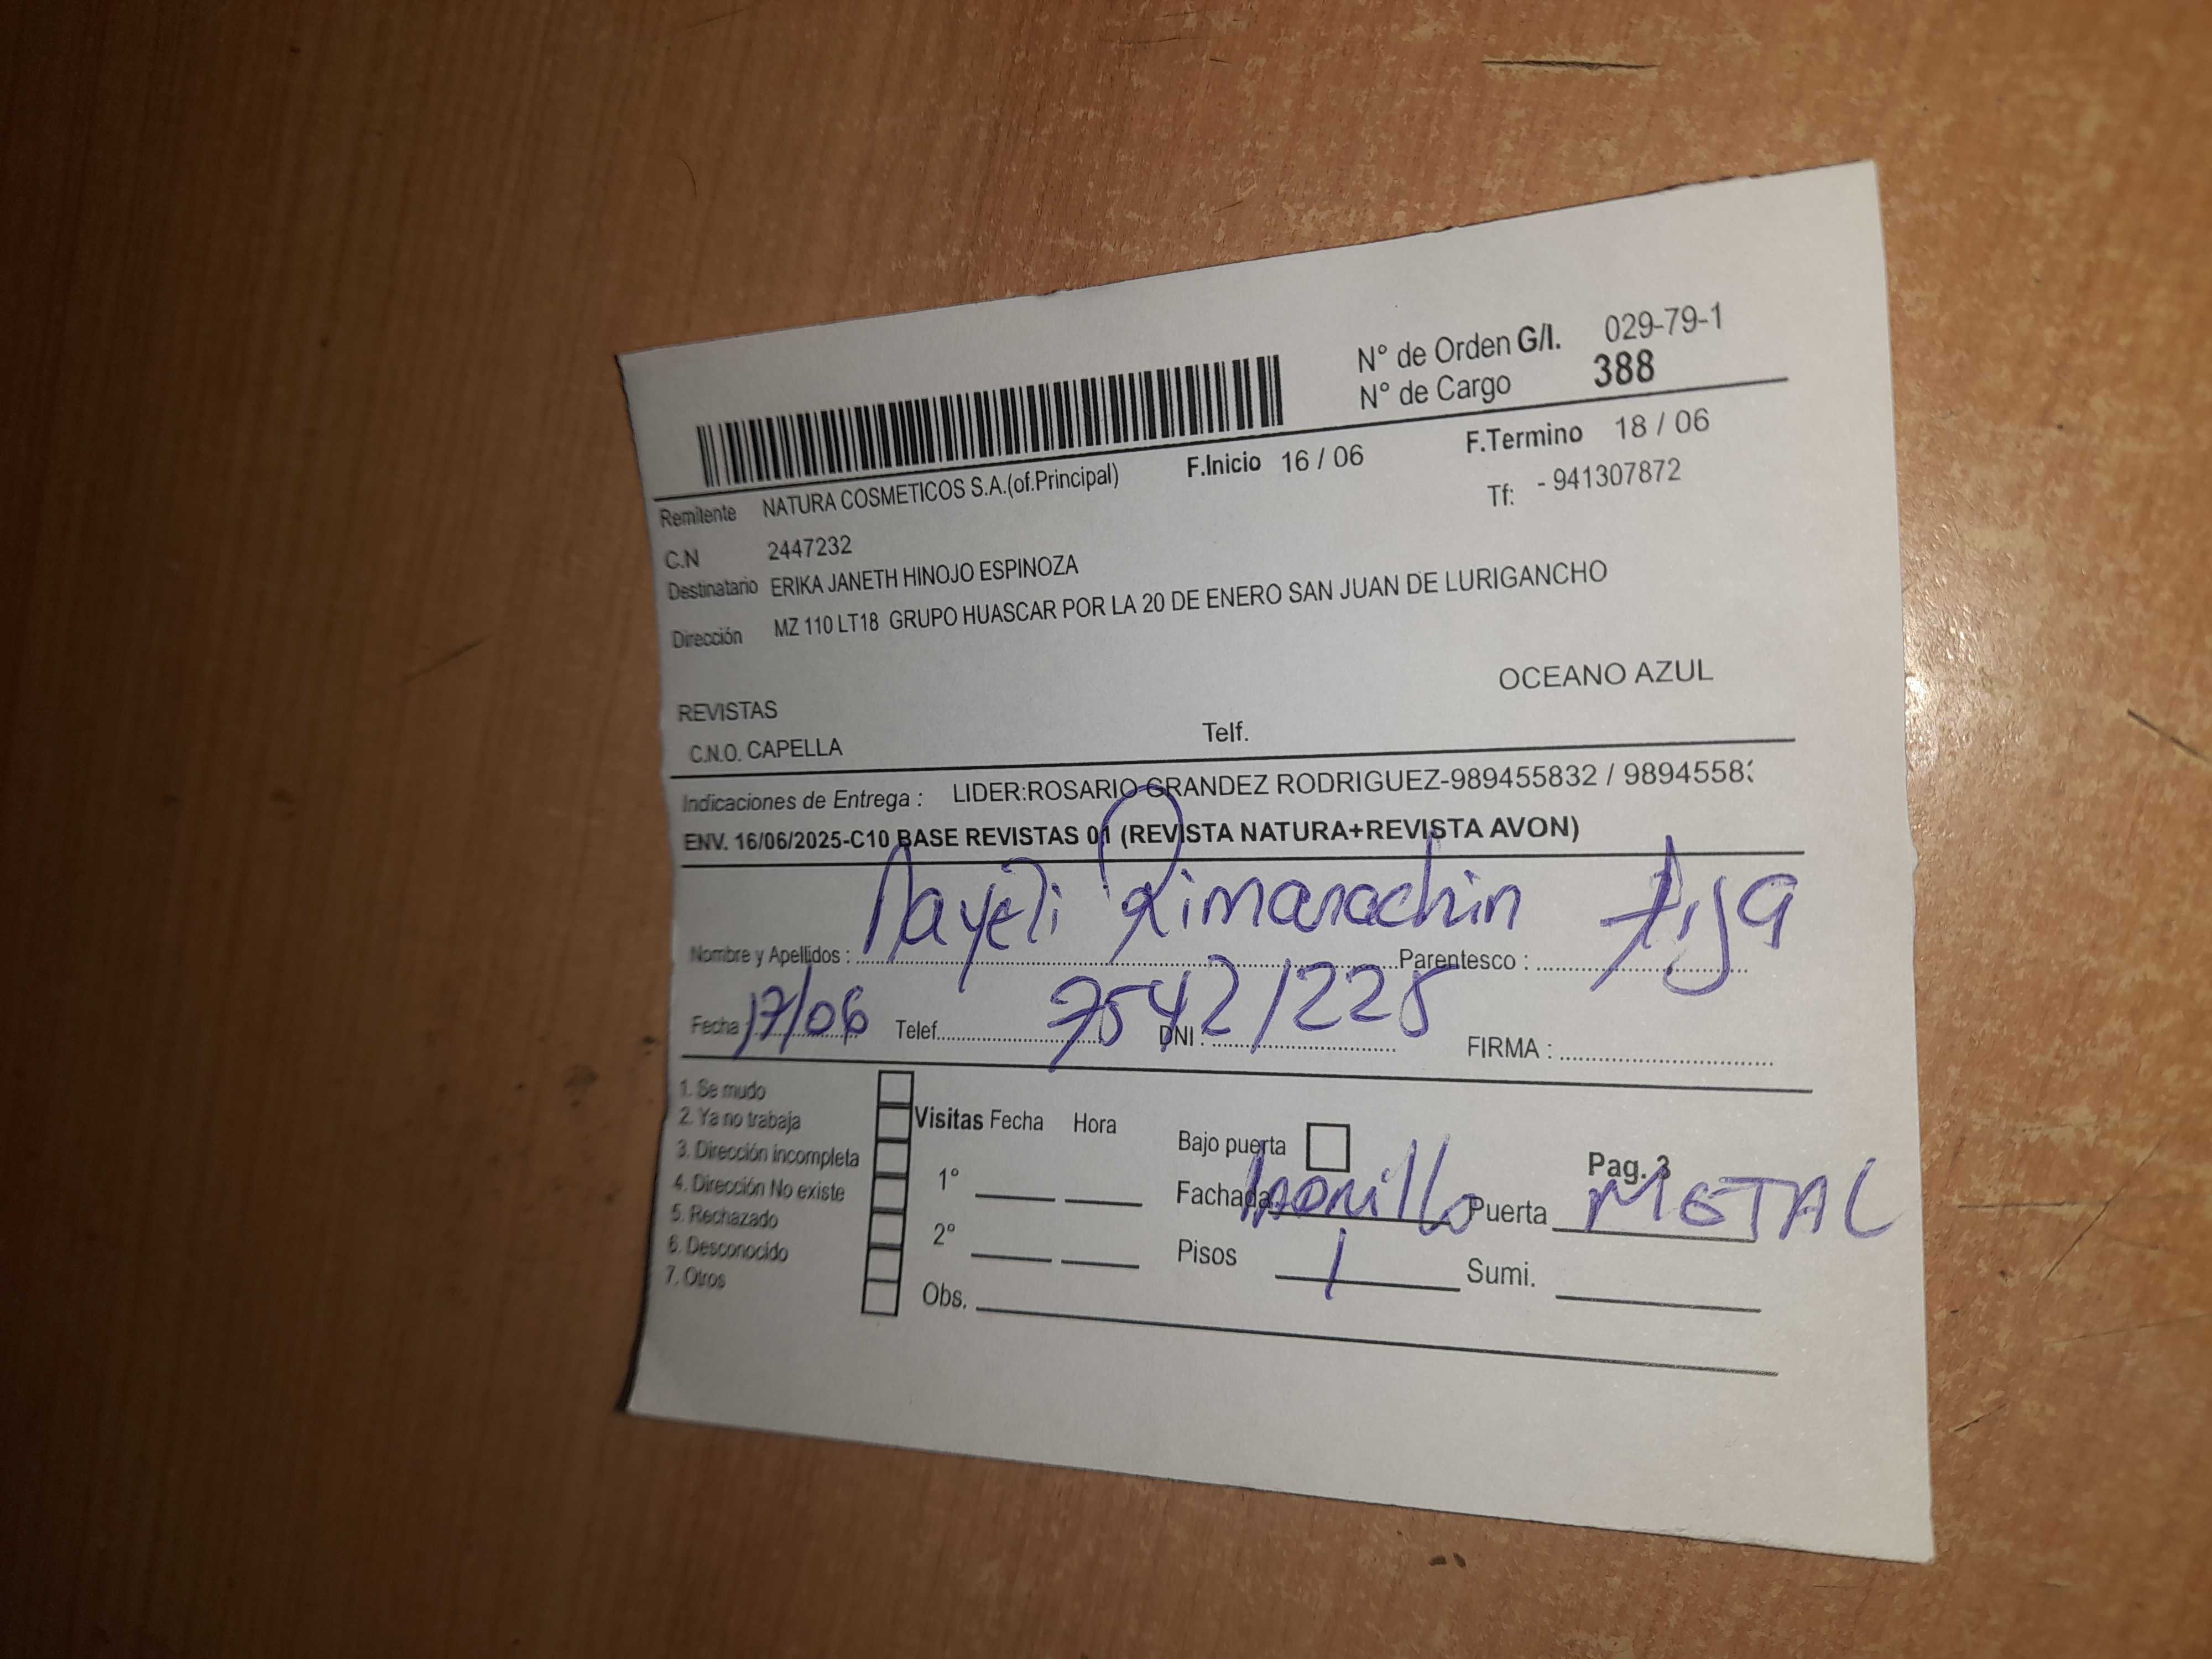 N° de Orden G/I. 029-79-1
N° de Cargo 388
F.Inicio 16 / 06 F.Termino 18 / 06
Remitente NATURA COSMETICOS S.A.(of.Principal) Tf: - 941307872
C.N 2447232
Destinatario ERIKA JANETH HINOJO ESPINOZA
Dirección MZ 110 LT18 GRUPO HUASCAR POR LA 20 DE ENERO SAN JUAN DE LURIGANCHO
OCEANO AZUL
REVISTAS
C.N.O. CAPELLA Telf.
Indicaciones de Entrega : LIDER:ROSARIO GRANDEZ RODRIGUEZ-989455832 / 98945583
ENV. 16/06/2025-C10 BASE REVISTAS 01 (REVISTA NATURA+REVISTA AVON)
Nombre y Apellidos : Nayeli Rimarachin Parentesco : hija
Fecha : 17/06 Telef. DNI : 75421225 FIRMA :
1. Se mudo
2. Ya no trabaja
3. Dirección incompleta
4. Dirección No existe
5. Rechazado
6. Desconocido
7. Otros
Visitas Fecha Hora
1°
2°
Obs.
Bajo puerta Pag. 3
Fachada Puerta METAL
Pisos 1 Sumi.